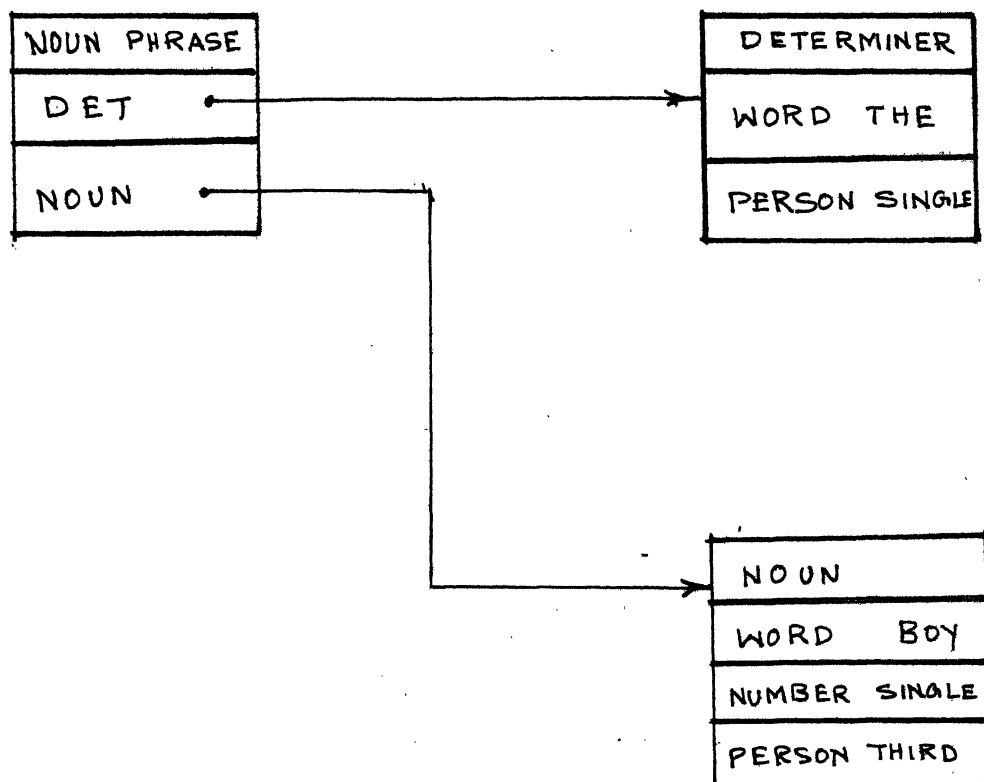 NOUN PHRASE
DET
NOUN
DETERMINER
WORD THE
PERSON SINGLE
NOUN
WORD BOY
NUMBER SINGLE
PERSON THIRD